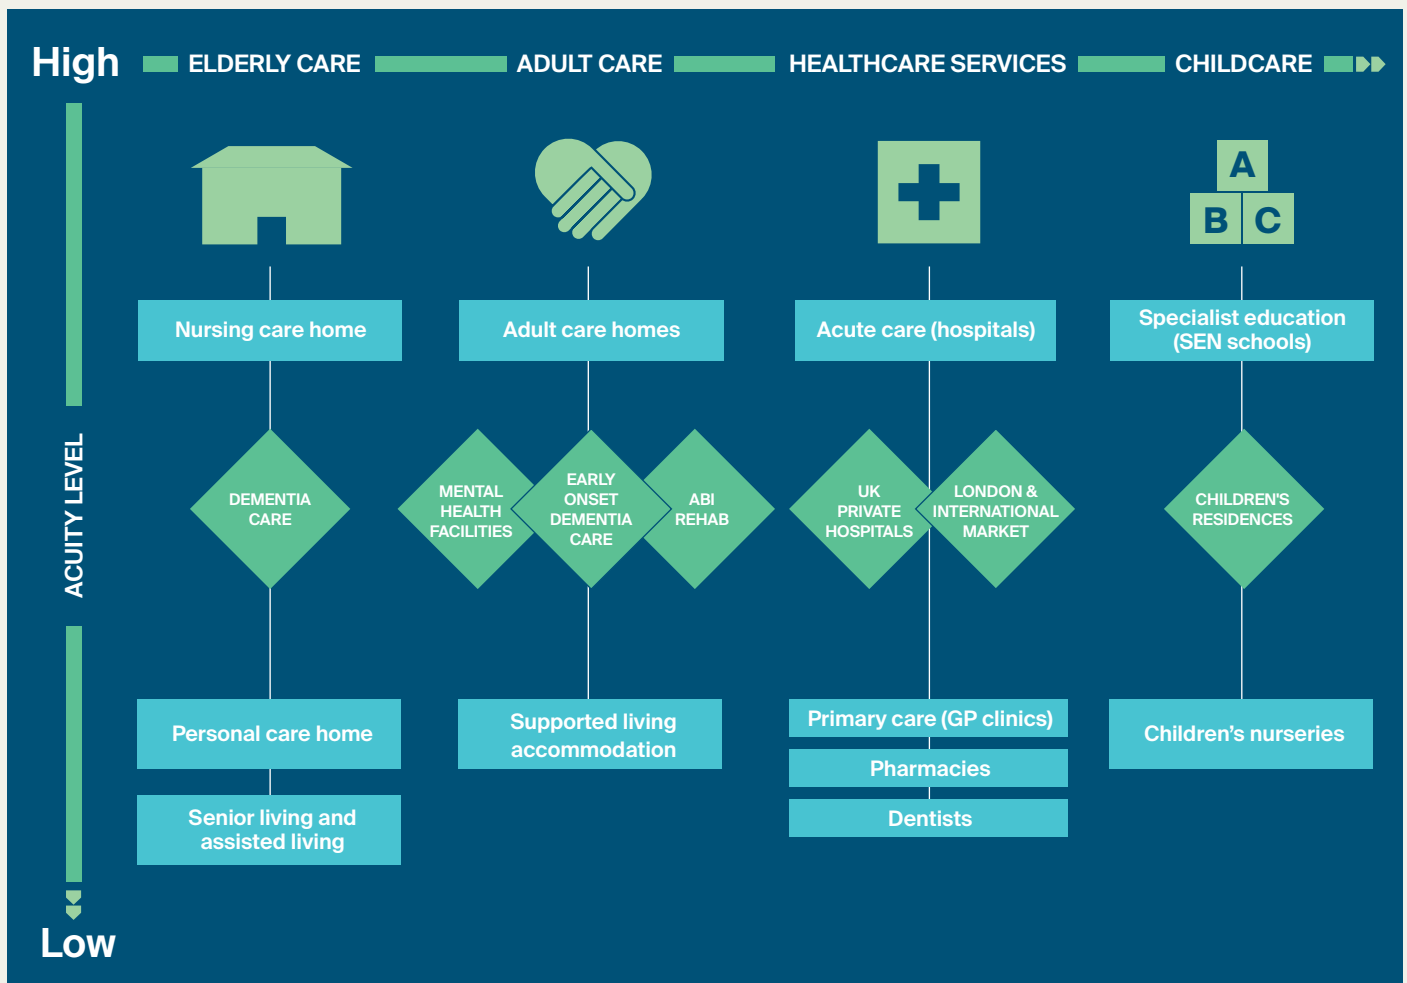 High
ELDERLY CARE
ADULT CARE
HEALTHCARE SERVICES
CHILDCARE
A
B C
Nursing care home
Adult care homes
Acute care (hospitals)
Specialist education
(SEN schools)
ACUITY LEVEL
DEMENTIA
CARE
MENTAL
HEALTH
FACILITIES
EARLY
ONSET
DEMENTIA
CARE
ABI
REHAB
UK
PRIVATE
HOSPITALS
LONDON &
INTERNATIONAL
MARKET
CHILDREN'S
RESIDENCES
Personal care home
Supported living
accommodation
Primary care (GP clinics)
Pharmacies
Dentists
Children’s nurseries
Senior living and
assisted living
Low